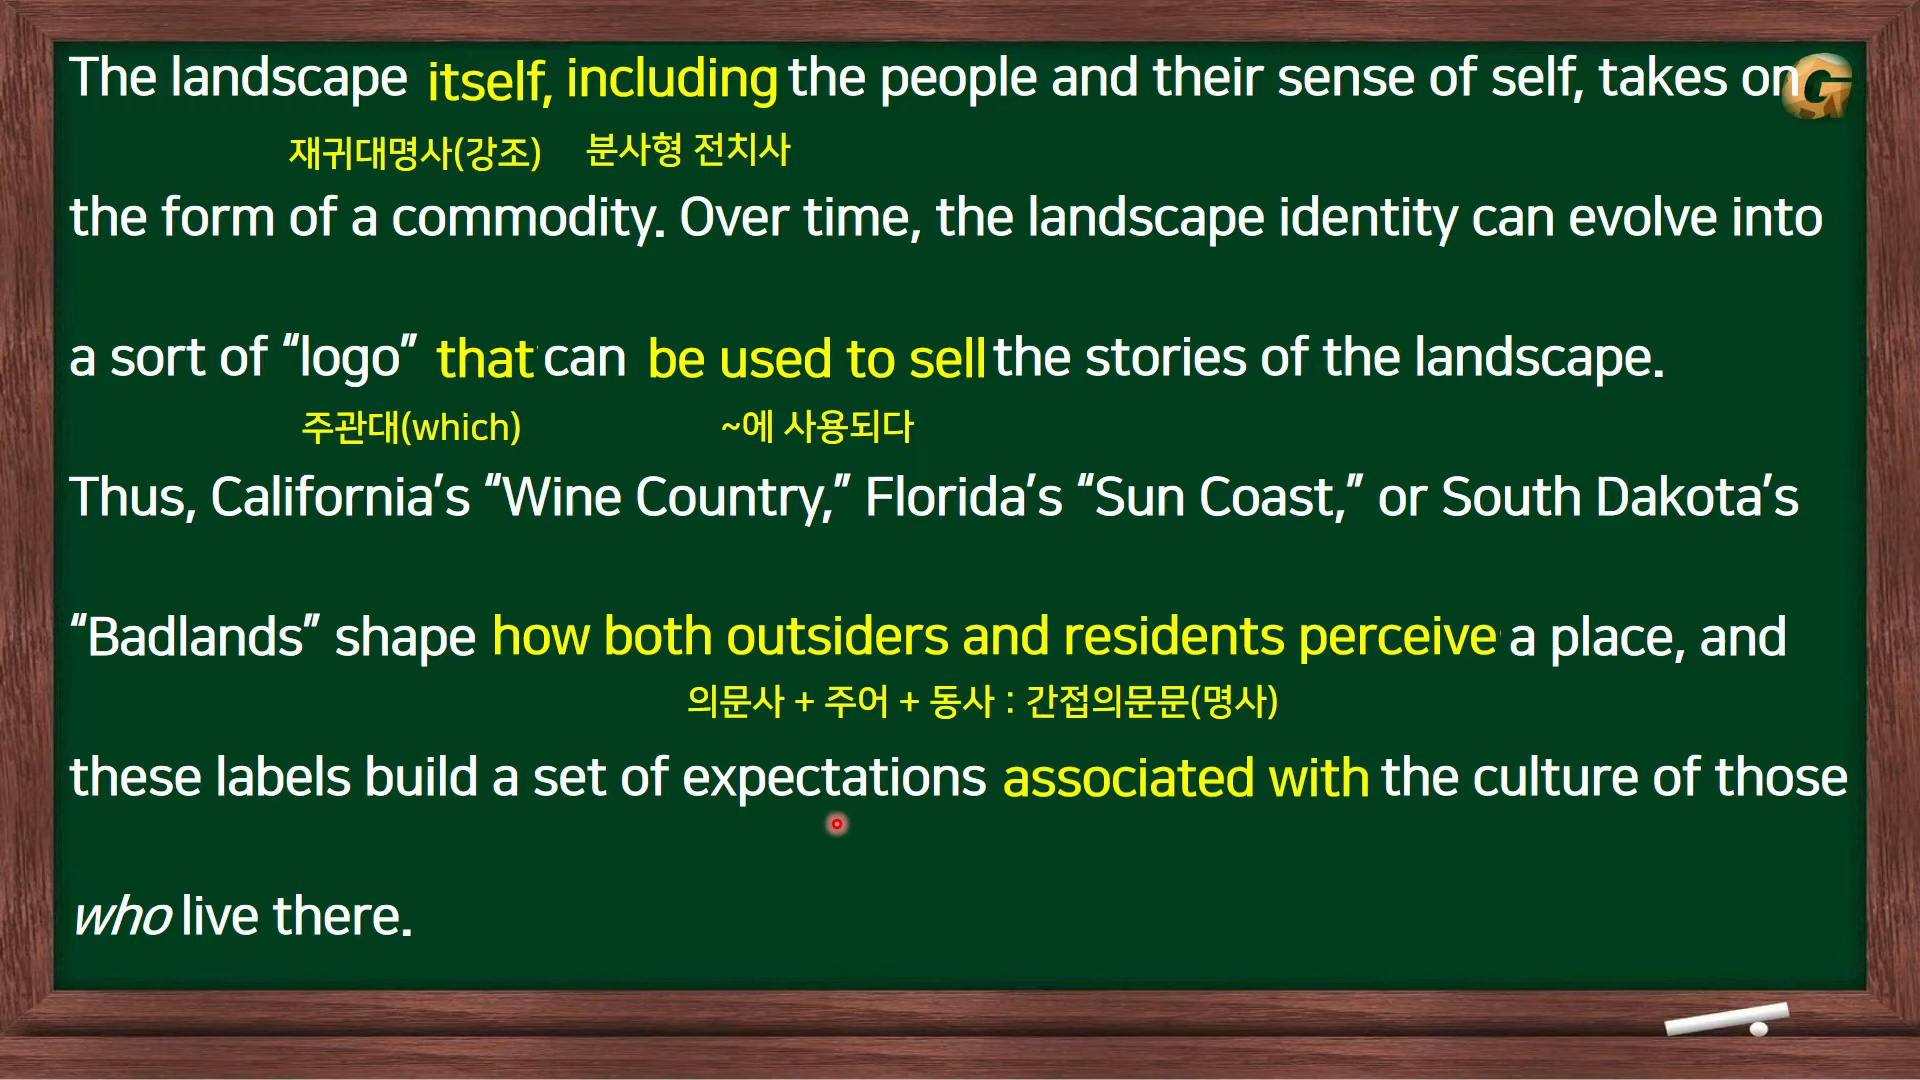 The landscape itself, including the people and their sense of self, takes on
재귀대명사(강조) 분사형 전치사
the form of a commodity. Over time, the landscape identity can evolve into
a sort of “logo” that can be used to sell the stories of the landscape.
주관대(which) ~에 사용되다
Thus, California’s “Wine Country,” Florida’s “Sun Coast,” or South Dakota’s
“Badlands” shape how both outsiders and residents perceive a place, and
의문사 + 주어 + 동사 : 간접의문문(명사)
these labels build a set of expectations associated with the culture of those
who live there.